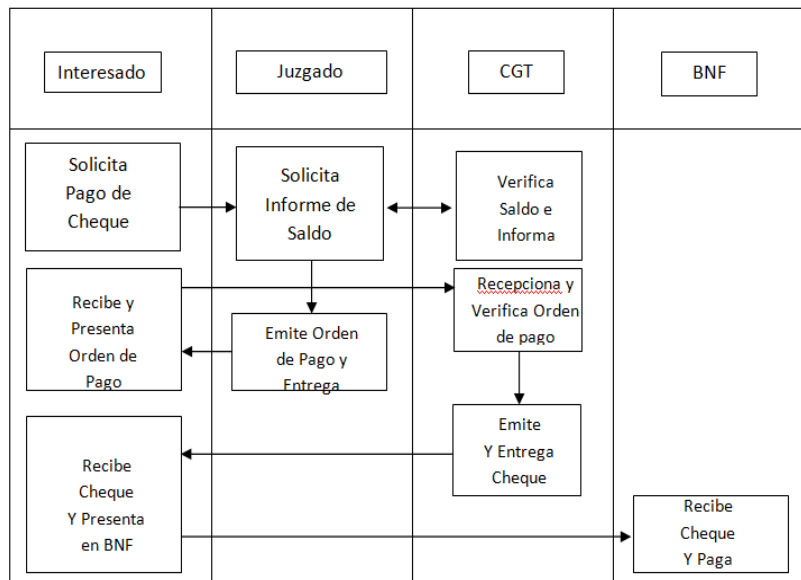 Interesado
Juzgado
CGT
BNF
Solicita
Pago de
Cheque
Solicita
Informe de
Saldo
Verifica
Saldo e
Informa
Recibe y
Presenta
Orden de
Pago
Emite Orden
de Pago y
Entrega
Recepciona y
Verifica Orden
de pago
Emite
Y Entrega
Cheque
Recibe
Cheque
Y Presenta
en BNF
Recibe
Cheque
Y Paga